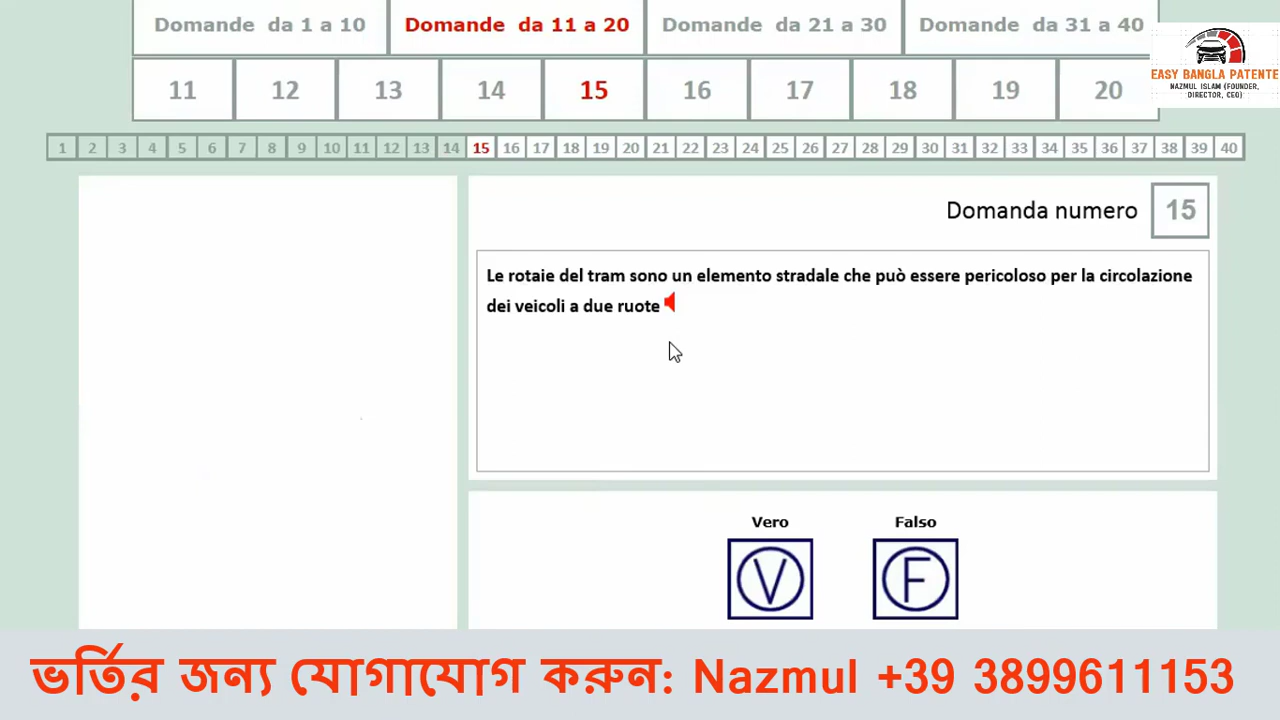 Domande da 1 a 10
Domande da 11 a 20
Domande da 21 a 30
Domande da 31 a 40
11 12 13 14 15 16 17 18 19 20
EASY BANGLA PATENTE
NAZMUL ISLAM (FOUNDER,
DIRECTOR, CEO)
1 2 3 4 5 6 7 8 9 10 11 12 13 14 15 16 17 18 19 20 21 22 23 24 25 26 27 28 29 30 31 32 33 34 35 36 37 38 39 40
Domanda numero 15
Le rotaie del tram sono un elemento stradale che può essere pericoloso per la circolazione
dei veicoli a due ruote
Vero Falso
V F
ভর্তির জন্য যোগাযোগ করুন: Nazmul +39 3899611153